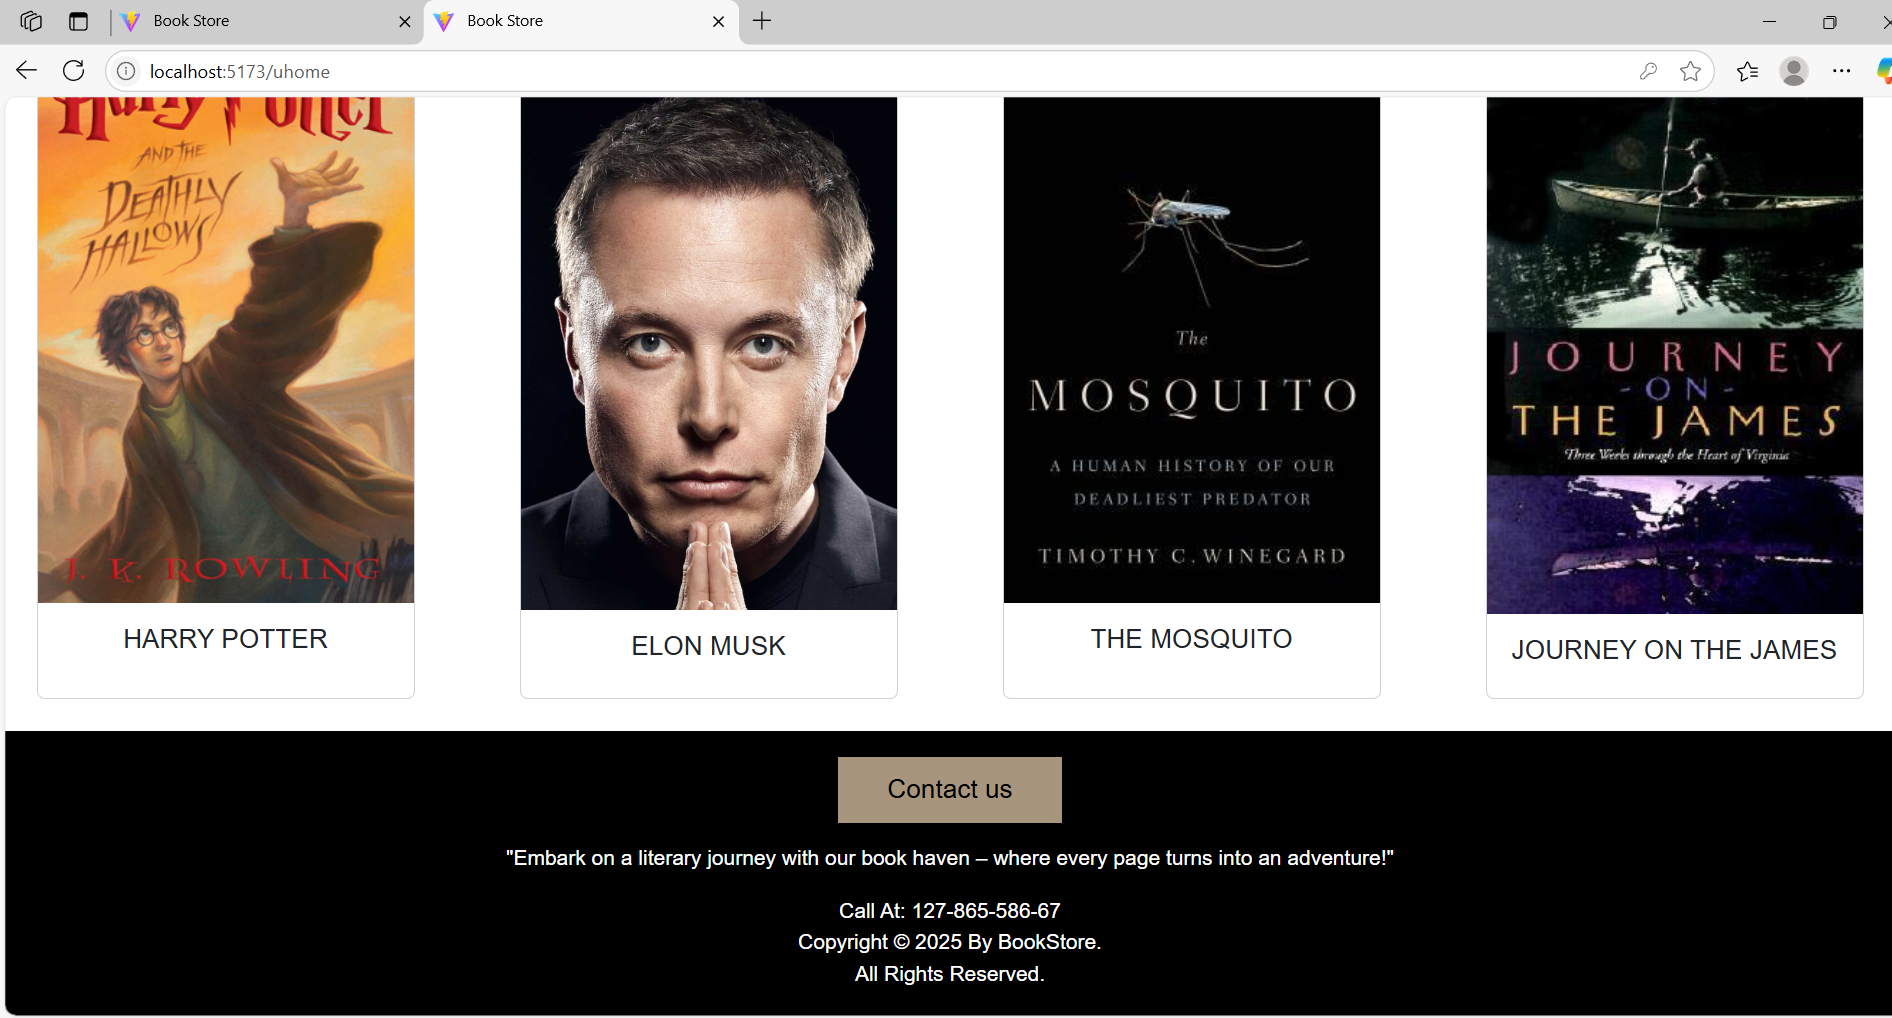 Book Store
Book Store
localhost:5173/uhome
Harry Potter
AND THE
DEATHLY
HALLOWS
J. K. ROWLING
HARRY POTTER
ELON MUSK
The
MOSQUITO
A HUMAN HISTORY OF OUR
DEADLIEST PREDATOR
TIMOTHY C. WINEGARD
THE MOSQUITO
JOURNEY
-ON-
THE JAMES
Three Weeks through the Heart of Virginia
JOURNEY ON THE JAMES
Contact us
"Embark on a literary journey with our book haven – where every page turns into an adventure!"
Call At: 127-865-586-67
Copyright © 2025 By BookStore.
All Rights Reserved.